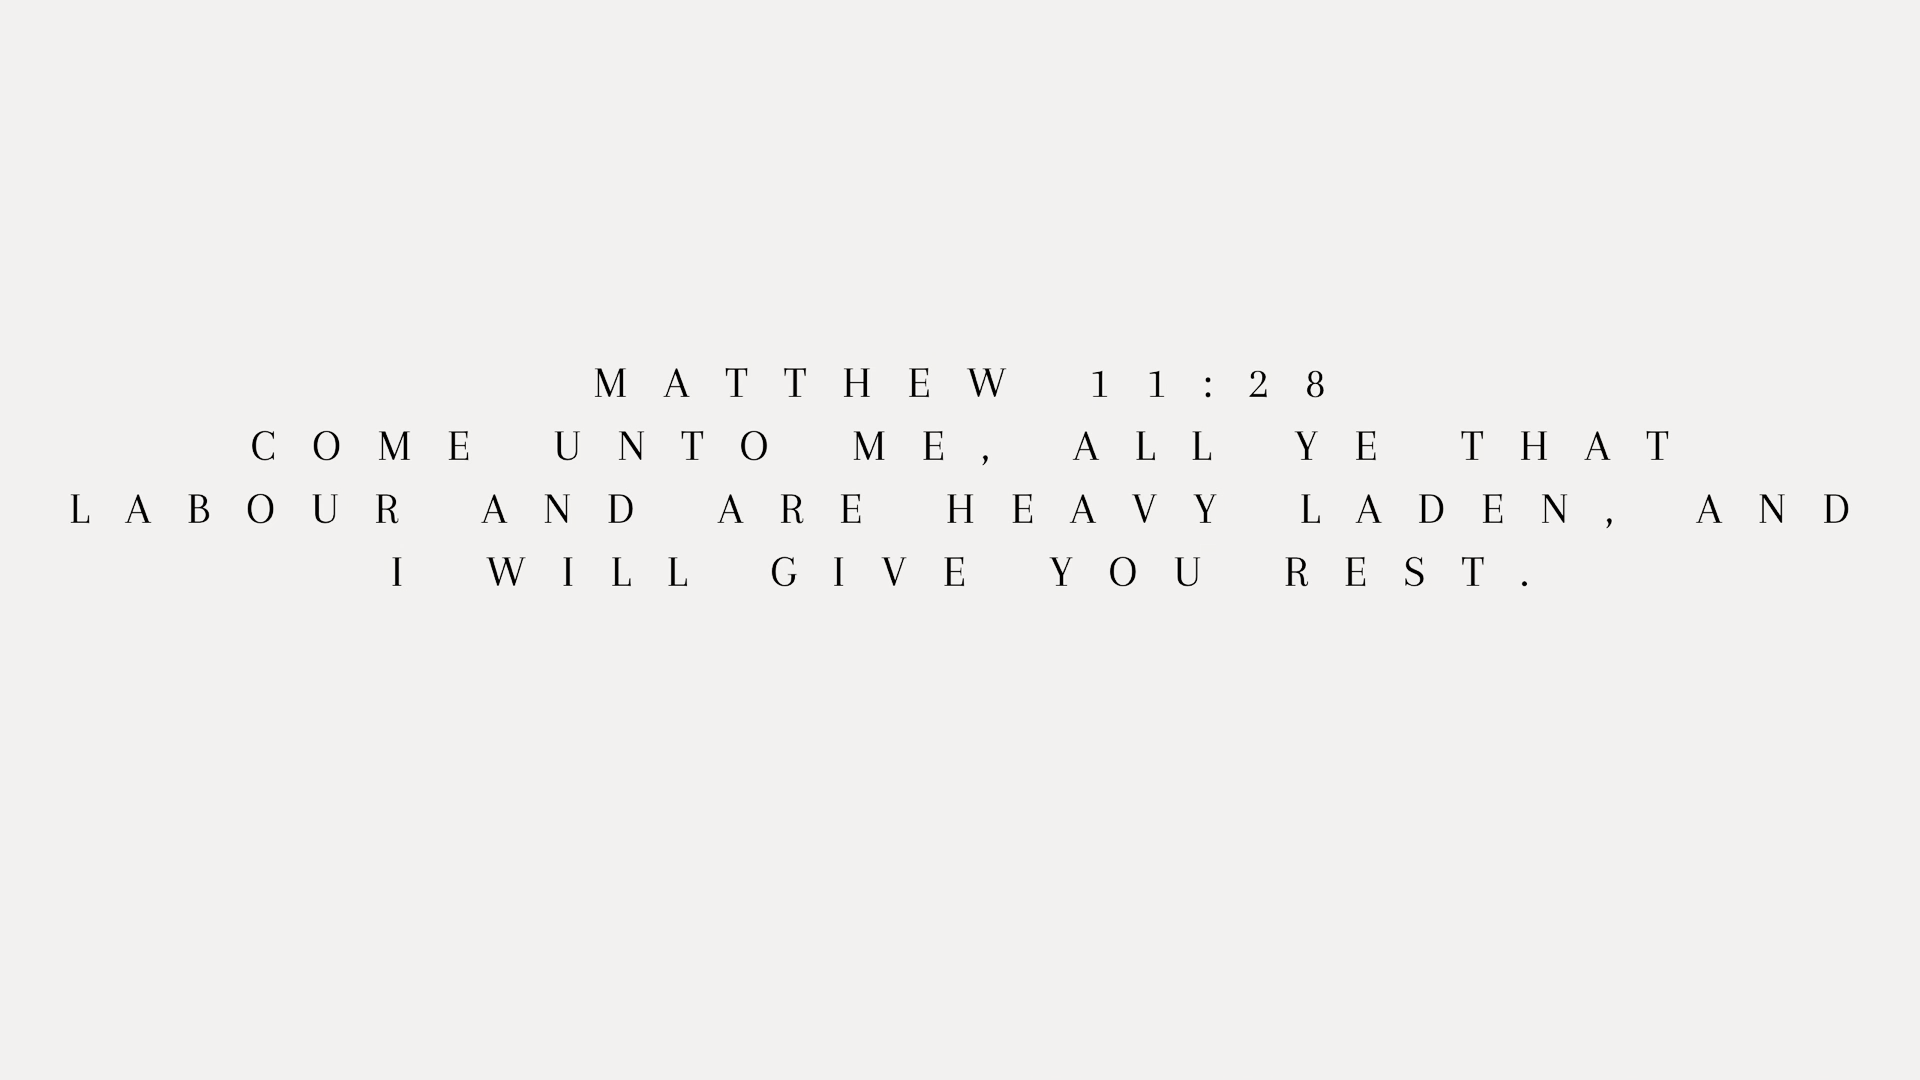 MATTHEW 11:28
COME UNTO ME, ALL YE THAT
LABOUR AND ARE HEAVY LADEN, AND
I WILL GIVE YOU REST.